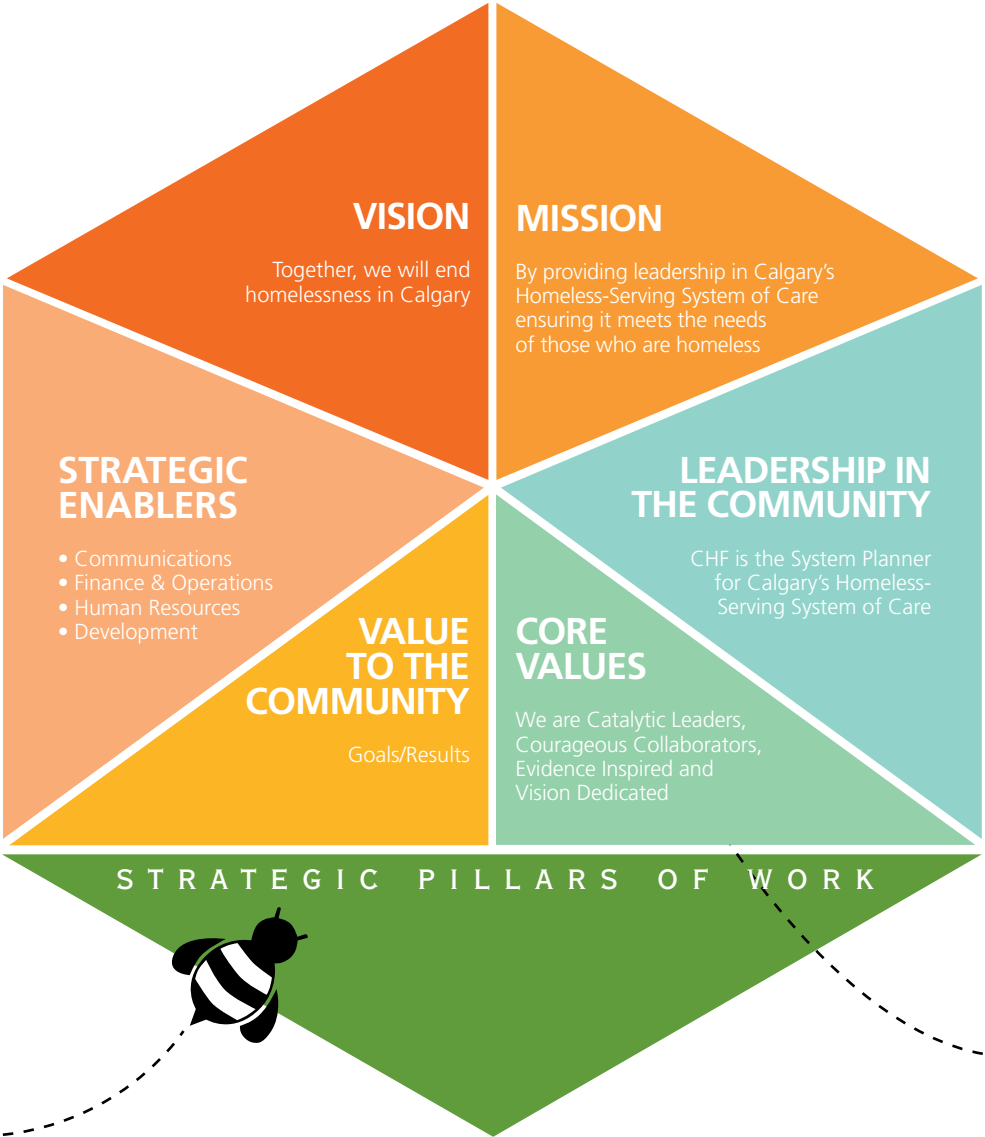 VISION
Together, we will end
homelessness in Calgary
MISSION
By providing leadership in Calgary’s
Homeless-Serving System of Care
ensuring it meets the needs
of those who are homeless
STRATEGIC
ENABLERS
• Communications
• Finance & Operations
• Human Resources
• Development
LEADERSHIP IN
THE COMMUNITY
CHF is the System Planner
for Calgary’s Homeless-
Serving System of Care
VALUE
TO THE
COMMUNITY
Goals/Results
CORE
VALUES
We are Catalytic Leaders,
Courageous Collaborators,
Evidence Inspired and
Vision Dedicated
STRATEGIC PILLARS OF WORK